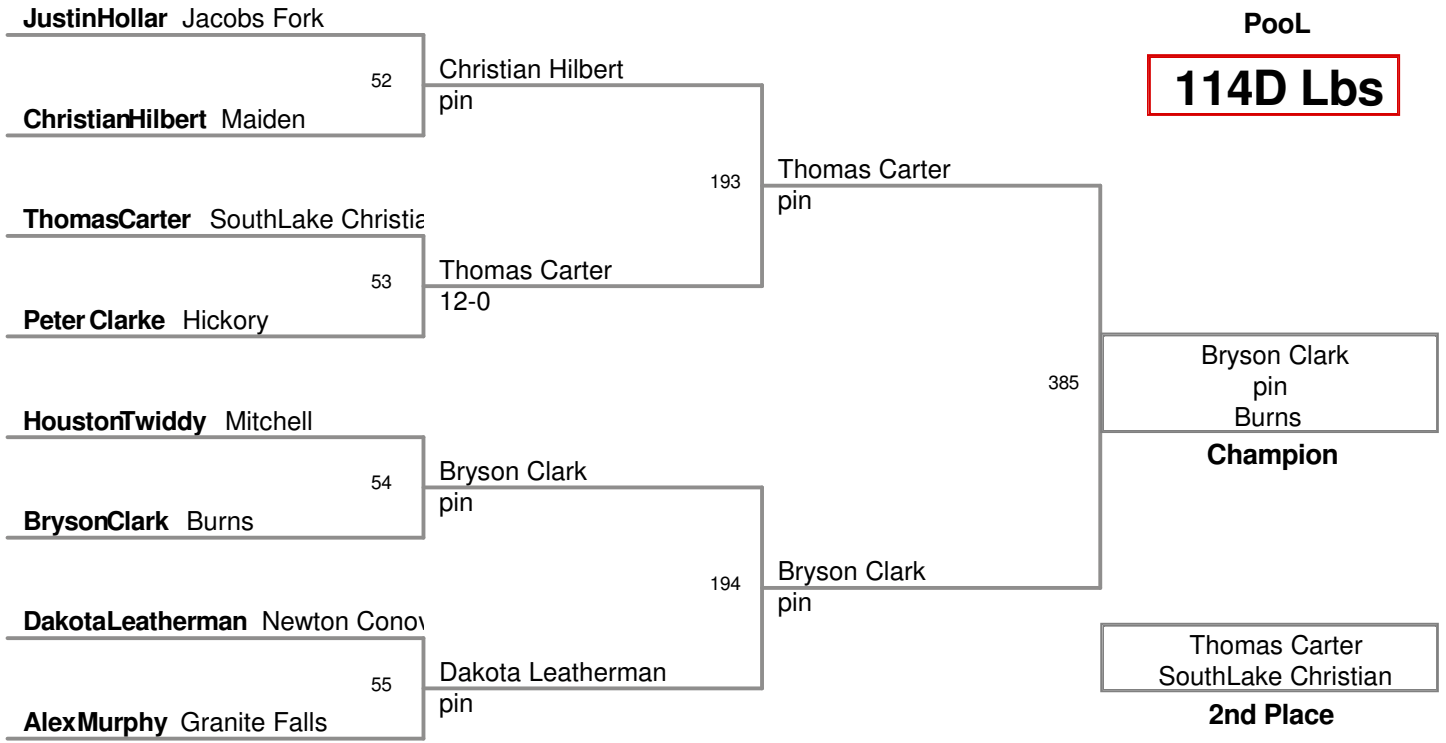 JustinHollar Jacobs Fork
PooL
52
Christian Hilbert
pin
114D Lbs
ChristianHilbert Maiden
193
Thomas Carter
pin
ThomasCarter SouthLake Christia
53
Thomas Carter
12-0
Peter Clarke Hickory
385
Bryson Clark
pin
Burns
Champion
HoustonTwiddy Mitchell
54
Bryson Clark
pin
BrysonClark Burns
194
Bryson Clark
pin
DakotaLeatherman Newton Conov
55
Dakota Leatherman
pin
AlexMurphy Granite Falls
Thomas Carter
SouthLake Christian
2nd Place